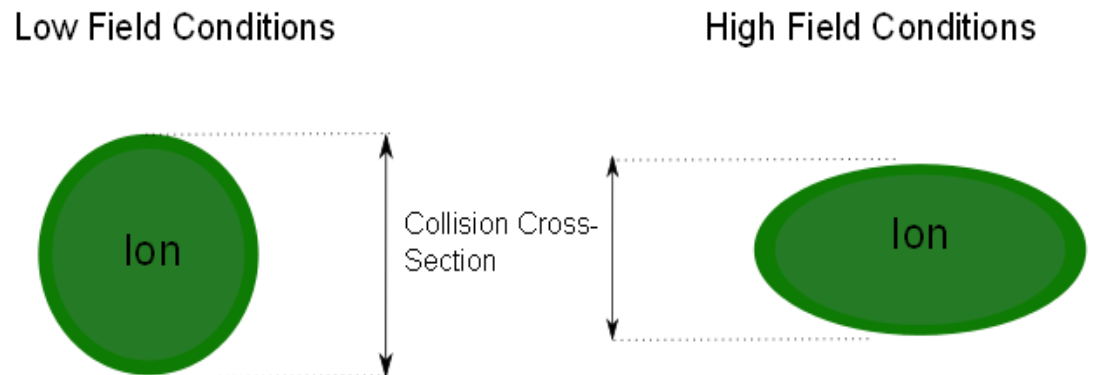 Low Field Conditions
High Field Conditions
Ion
Collision Cross-
Section
Ion